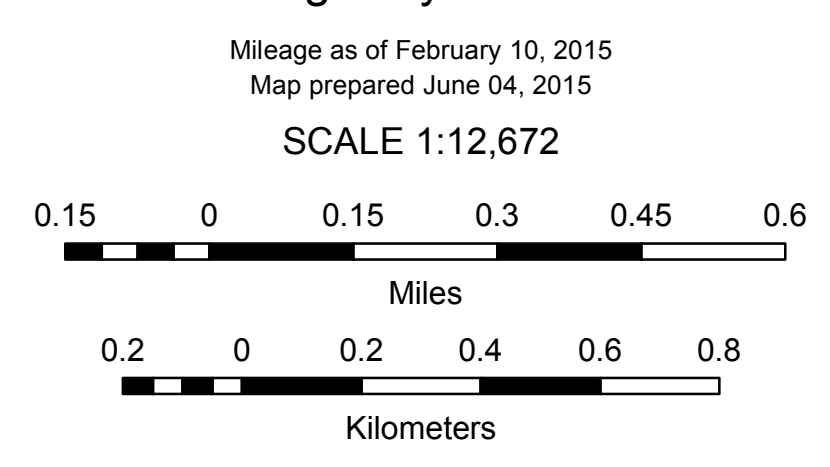 Mileage as of February 10, 2015
Map prepared June 04, 2015
SCALE 1:12,672
0.15 0 0.15 0.3 0.45 0.6
Miles
0.2 0 0.2 0.4 0.6 0.8
Kilometers